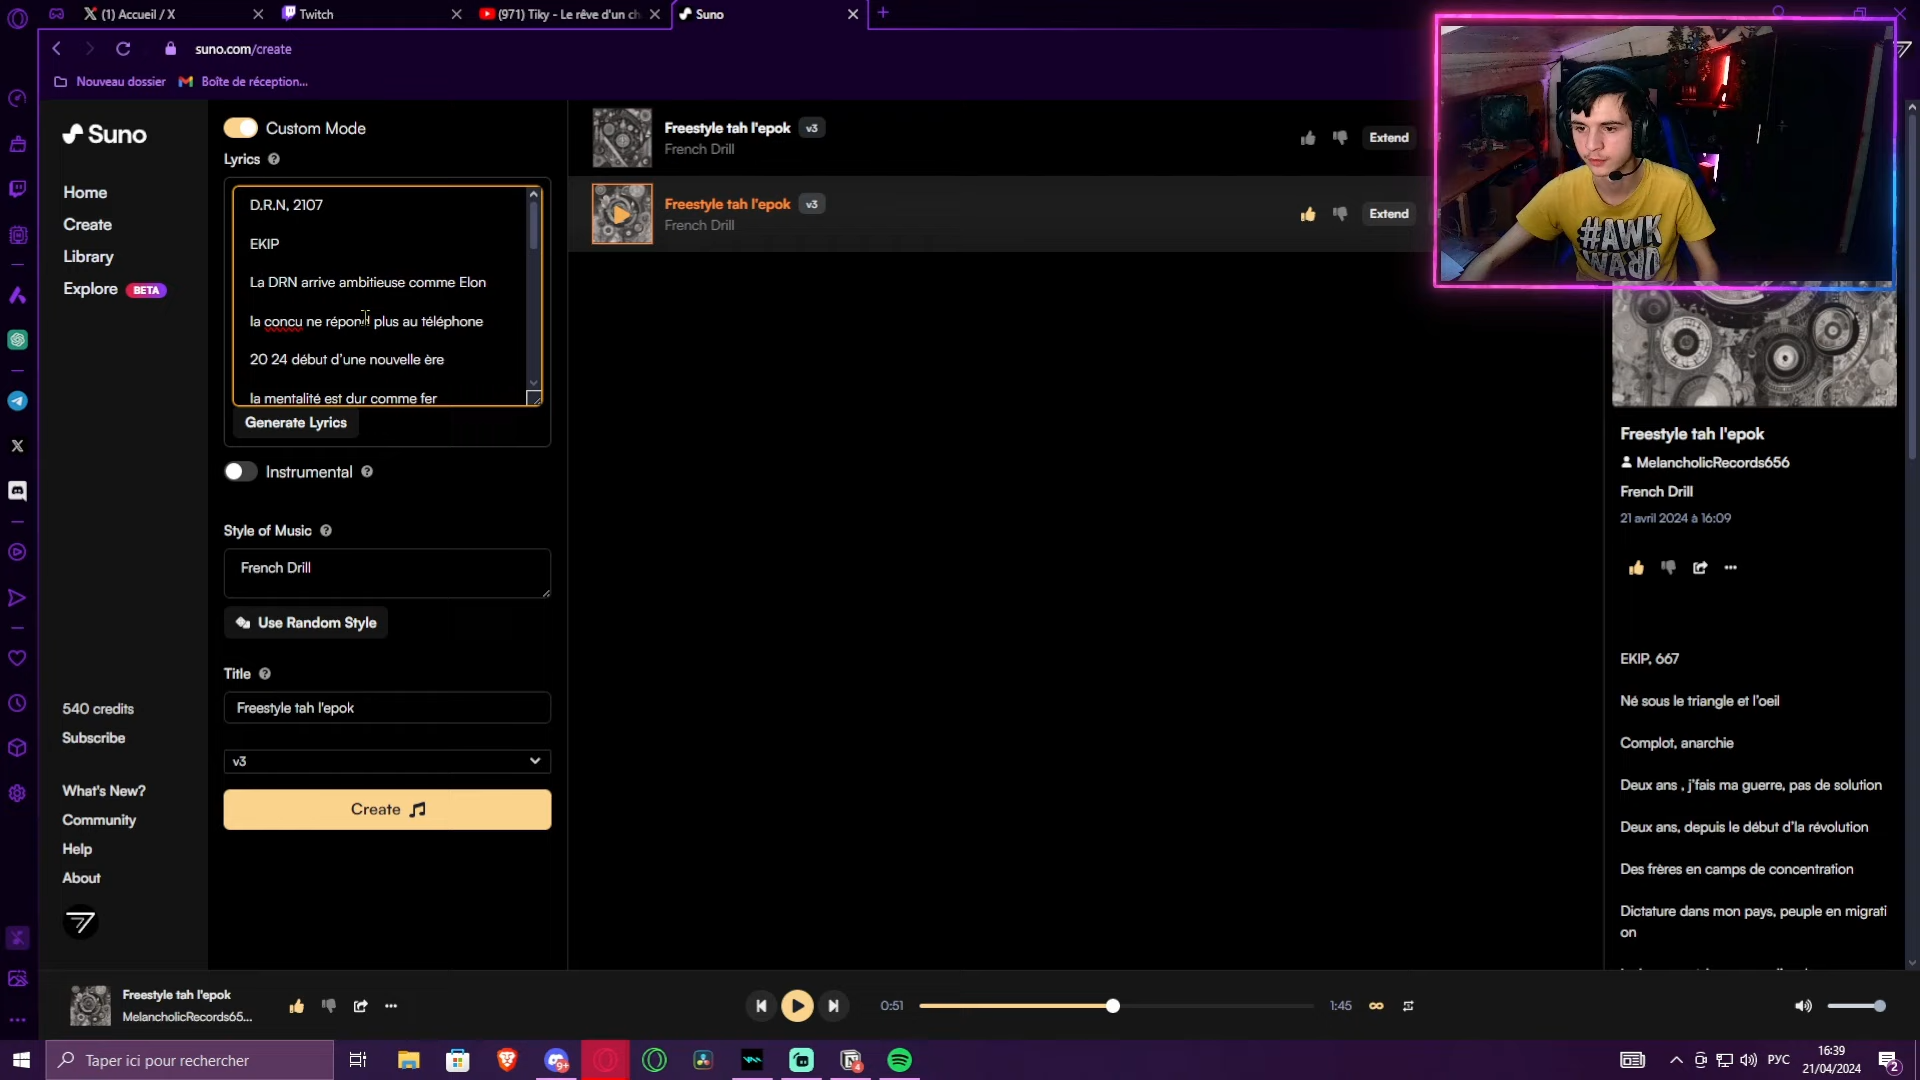 (1) Accueil / X
Twitch
(971) Tiky - Le rêve d'un ch
Suno
suno.com/create
Nouveau dossier
Boîte de réception...
Suno
Home
Create
Library
Explore BETA
540 credits
Subscribe
What's New?
Community
Help
About
Custom Mode
Lyrics
D.R.N, 2107
EKIP
La DRN arrive ambitieuse comme Elon
la concu ne répond plus au téléphone
20 24 début d'une nouvelle ère
la mentalité est dur comme fer
Generate Lyrics
Instrumental
Style of Music
French Drill
Use Random Style
Title
Freestyle tah l'epok
v3
Create
Freestyle tah l'epok v3
French Drill
Extend
Freestyle tah l'epok v3
French Drill
Extend
#AWK
Freestyle tah l'epok
MelancholicRecords656
French Drill
21 avril 2024 à 16:09
EKIP, 667
Né sous le triangle et l'oeil
Complot, anarchie
Deux ans , j'fais ma guerre, pas de solution
Deux ans, depuis le début d'la révolution
Des frères en camps de concentration
Dictature dans mon pays, peuple en migrati
on
Freestyle tah l'epok
MelancholicRecords65...
0:51
1:45
Taper ici pour rechercher
9+
4
РУС
16:39
21/04/2024
2